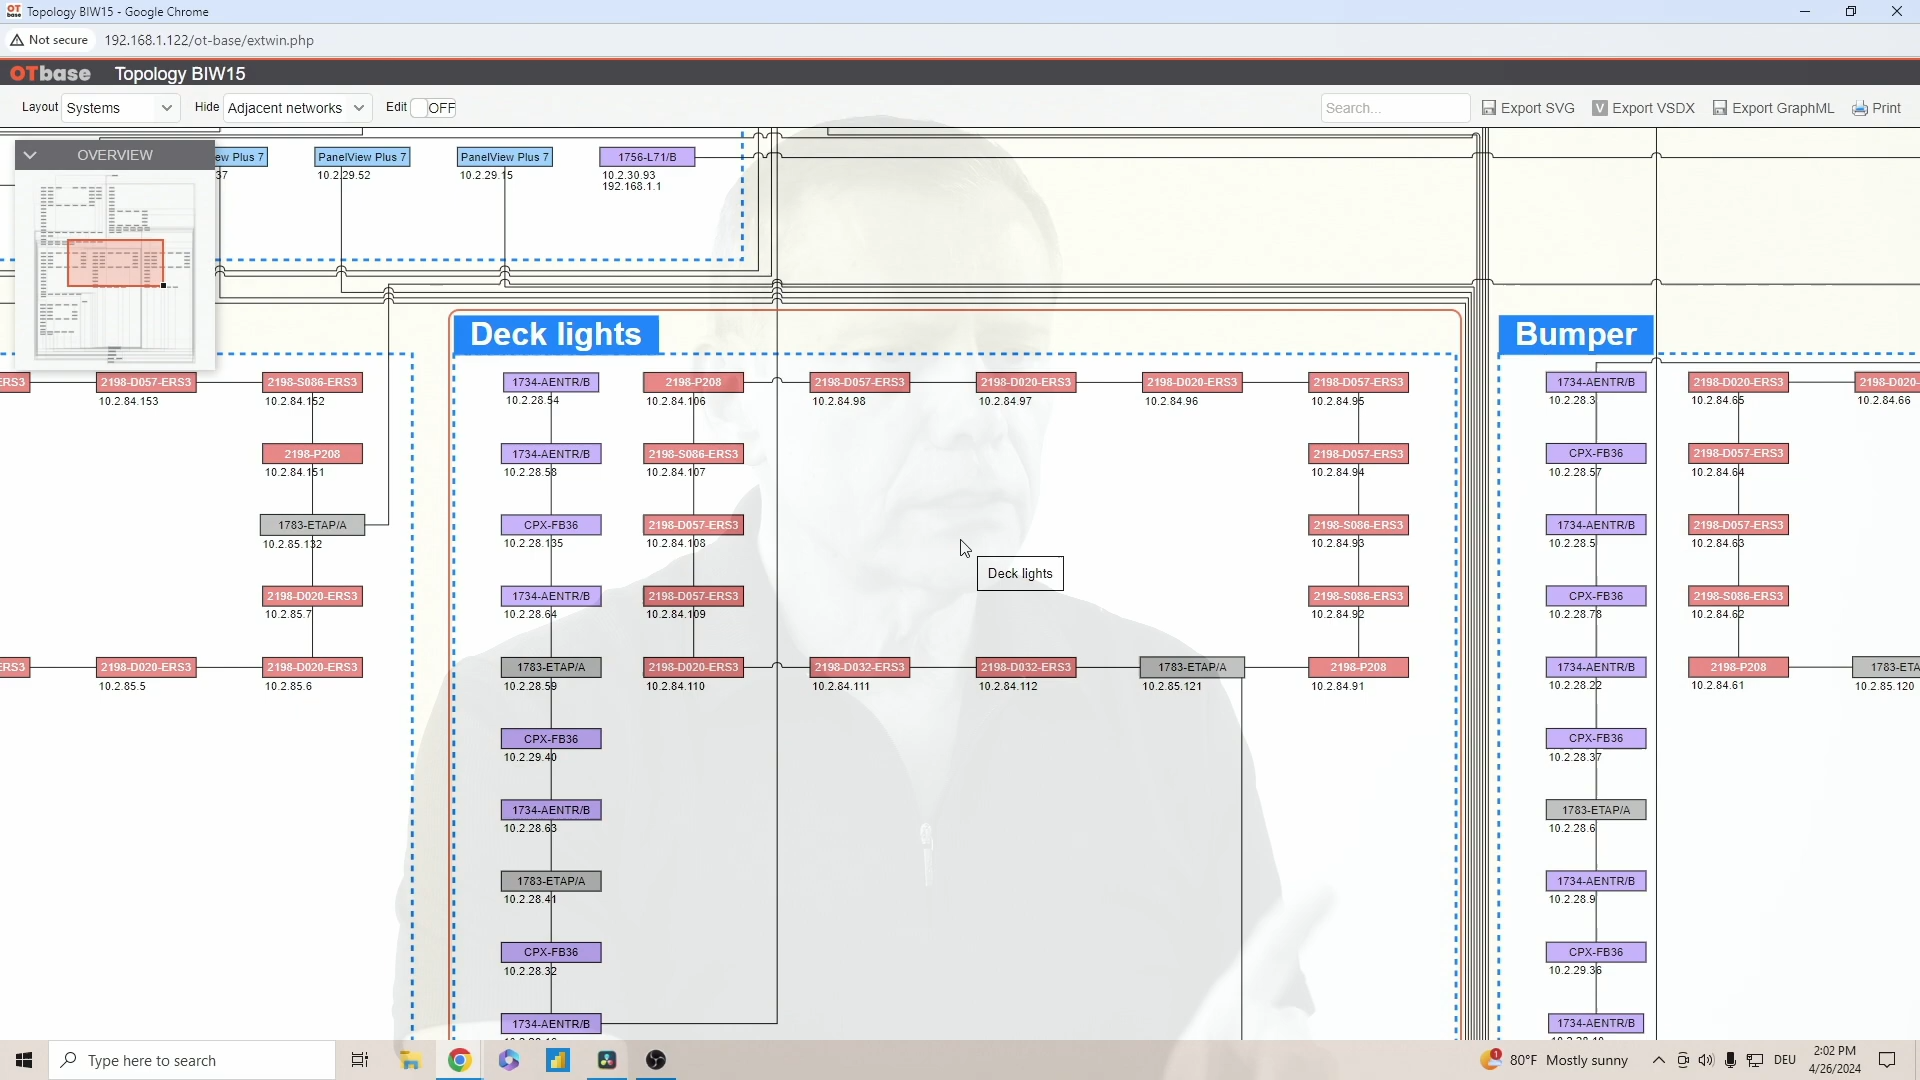 Topology BIW15 - Google Chrome
Not secure 192.168.1.122/ot-base/extwin.php
OTbase Topology BIW15
Layout Systems Hide Adjacent networks Edit OFF Search... Export SVG Export VSDX Export GraphML Print
OVERVIEW
ew Plus 7 PanelView Plus 7 PanelView Plus 7 1756-L71/B
37 10.2.29.52 10.2.29.15 10.2.30.93
192.168.1.1
Deck lights Bumper
ERS3 2198-D057-ERS3 2198-S086-ERS3 1734-AENTR/B 2198-P208 2198-D057-ERS3 2198-D020-ERS3 2198-D020-ERS3 2198-D057-ERS3 1734-AENTR/B 2198-D020-ERS3 2198-D020-
10.2.84.153 10.2.84.152 10.2.28.54 10.2.84.106 10.2.84.98 10.2.84.97 10.2.84.96 10.2.84.95 10.2.28.3 10.2.84.65 10.2.84.66
2198-P208 1734-AENTR/B 2198-S086-ERS3 2198-D057-ERS3 CPX-FB36 2198-D057-ERS3
10.2.84.151 10.2.28.58 10.2.84.107 10.2.84.94 10.2.28.57 10.2.84.64
1783-ETAP/A CPX-FB36 2198-D057-ERS3 2198-S086-ERS3 1734-AENTR/B 2198-D057-ERS3
10.2.85.132 10.2.28.135 10.2.84.108 10.2.84.93 10.2.28.5 10.2.84.63
Deck lights
2198-D020-ERS3 1734-AENTR/B 2198-D057-ERS3 2198-S086-ERS3 CPX-FB36 2198-S086-ERS3
10.2.85.7 10.2.28.64 10.2.84.109 10.2.84.92 10.2.28.78 10.2.84.62
ERS3 2198-D020-ERS3 2198-D020-ERS3 1783-ETAP/A 2198-D020-ERS3 2198-D032-ERS3 2198-D032-ERS3 1783-ETAP/A 2198-P208 1734-AENTR/B 2198-P208 1783-ETA
10.2.85.5 10.2.85.6 10.2.28.59 10.2.84.110 10.2.84.111 10.2.84.112 10.2.85.121 10.2.84.91 10.2.28.22 10.2.84.61 10.2.85.120
CPX-FB36 CPX-FB36
10.2.29.40 10.2.28.37
1734-AENTR/B 1783-ETAP/A
10.2.28.63 10.2.28.6
1783-ETAP/A 1734-AENTR/B
10.2.28.41 10.2.28.9
CPX-FB36 CPX-FB36
10.2.28.32 10.2.29.36
1734-AENTR/B 1734-AENTR/B
Type here to search 1 80°F Mostly sunny DEU 2:02 PM
4/26/2024